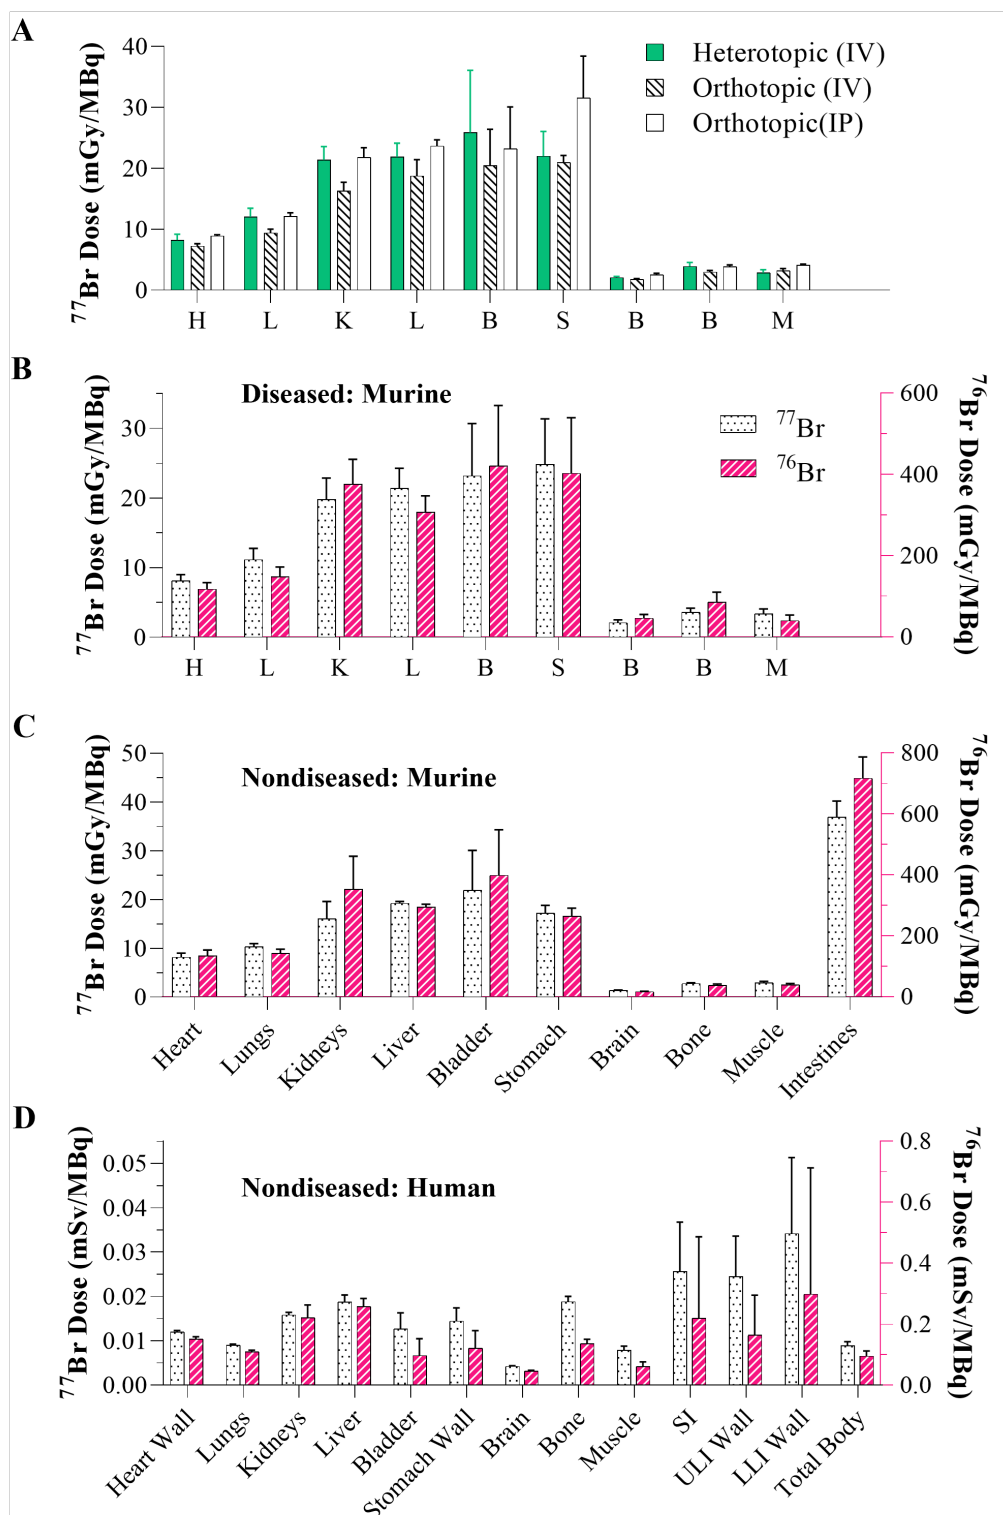 A
77Br Dose (mGy/MBq)
40
30
20
10
0
Heterotopic (IV)
Orthotopic (IV)
Orthotopic(IP)
H L K L B S B B M
B
77Br Dose (mGy/MBq)
30
20
10
0
Diseased: Murine
77Br
76Br
600
400
200
0
76Br Dose (mGy/MBq)
H L K L B S B B M
C
77Br Dose (mGy/MBq)
50
40
30
20
10
0
Nondiseased: Murine
800
600
400
200
0
76Br Dose (mGy/MBq)
Heart Lungs Kidneys Liver Bladder Stomach Brain Bone Muscle Intestines
D
77Br Dose (mSv/MBq)
0.05
0.04
0.03
0.02
0.01
0.00
Nondiseased: Human
0.8
0.6
0.4
0.2
0.0
76Br Dose (mSv/MBq)
Heart Wall Lungs Kidneys Liver Bladder Stomach Wall Brain Bone Muscle SI ULI Wall LLI Wall Total Body